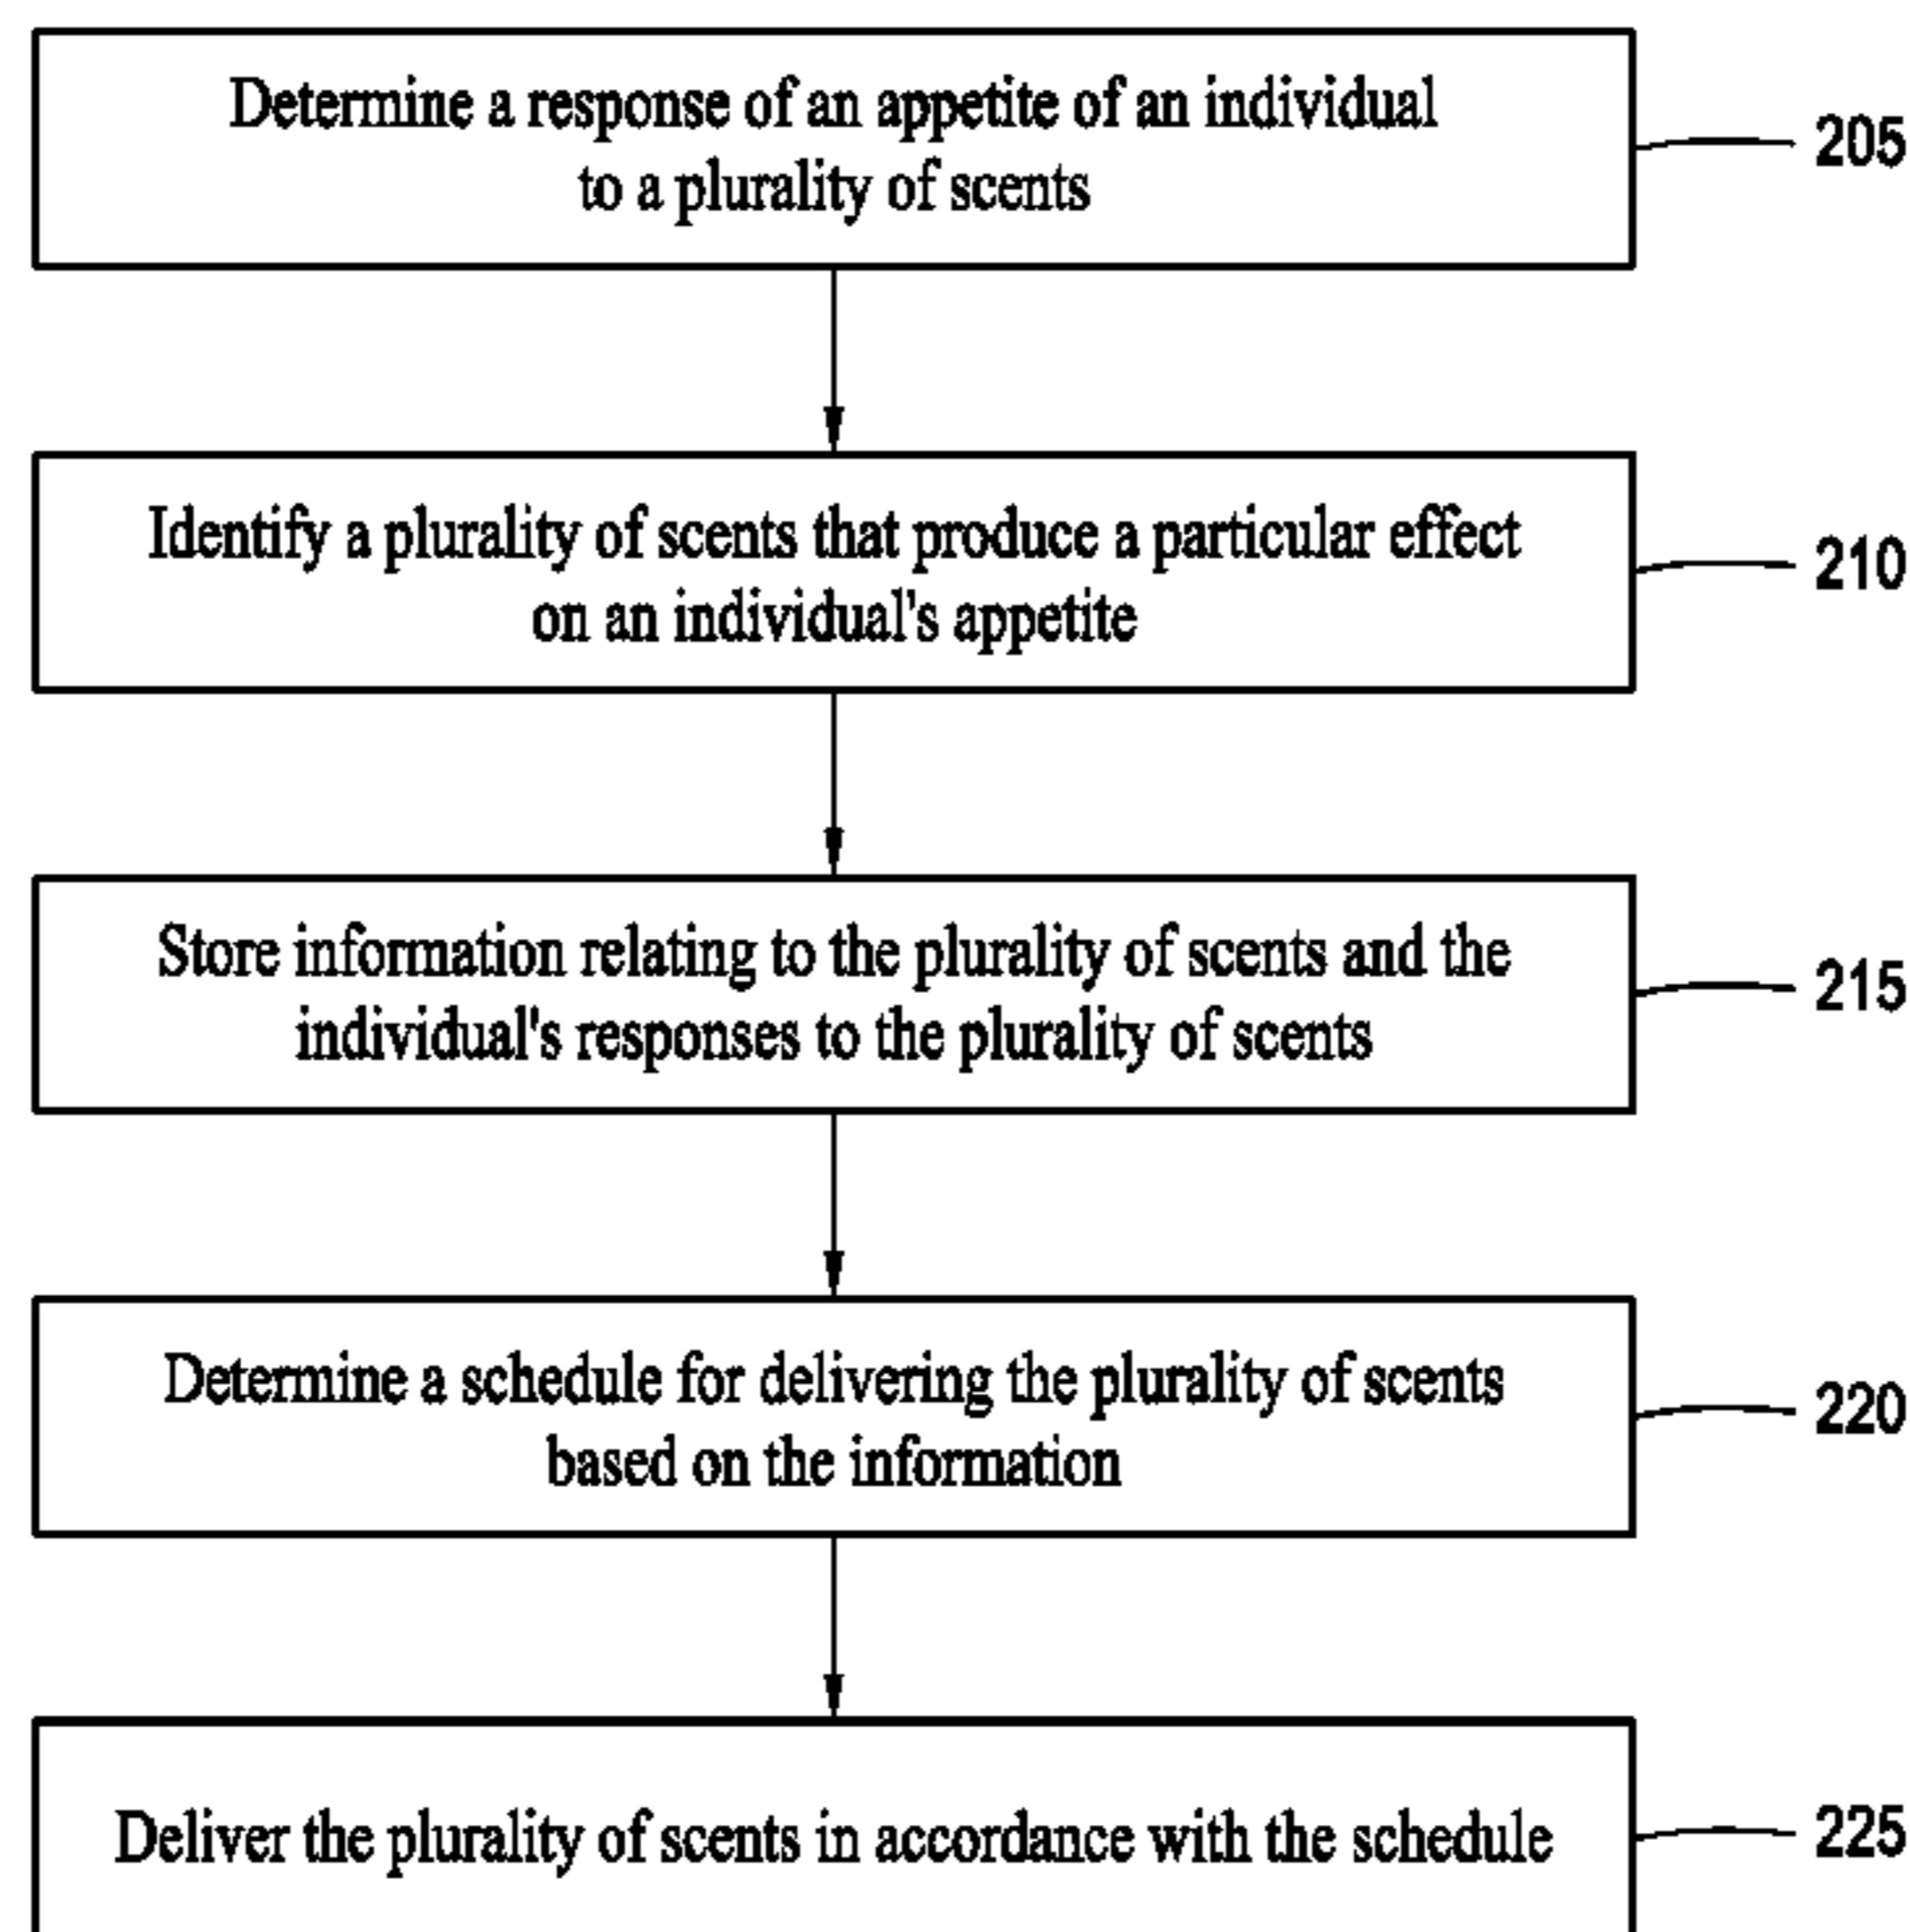 Determine a response of an appetite of an individual
to a plurality of scents
205
Identify a plurality of scents that produce a particular effect
on an individual's appetite
210
Store information relating to the plurality of scents and the
individual's responses to the plurality of scents
215
Determine a schedule for delivering the plurality of scents
based on the information
220
Deliver the plurality of scents in accordance with the schedule
225